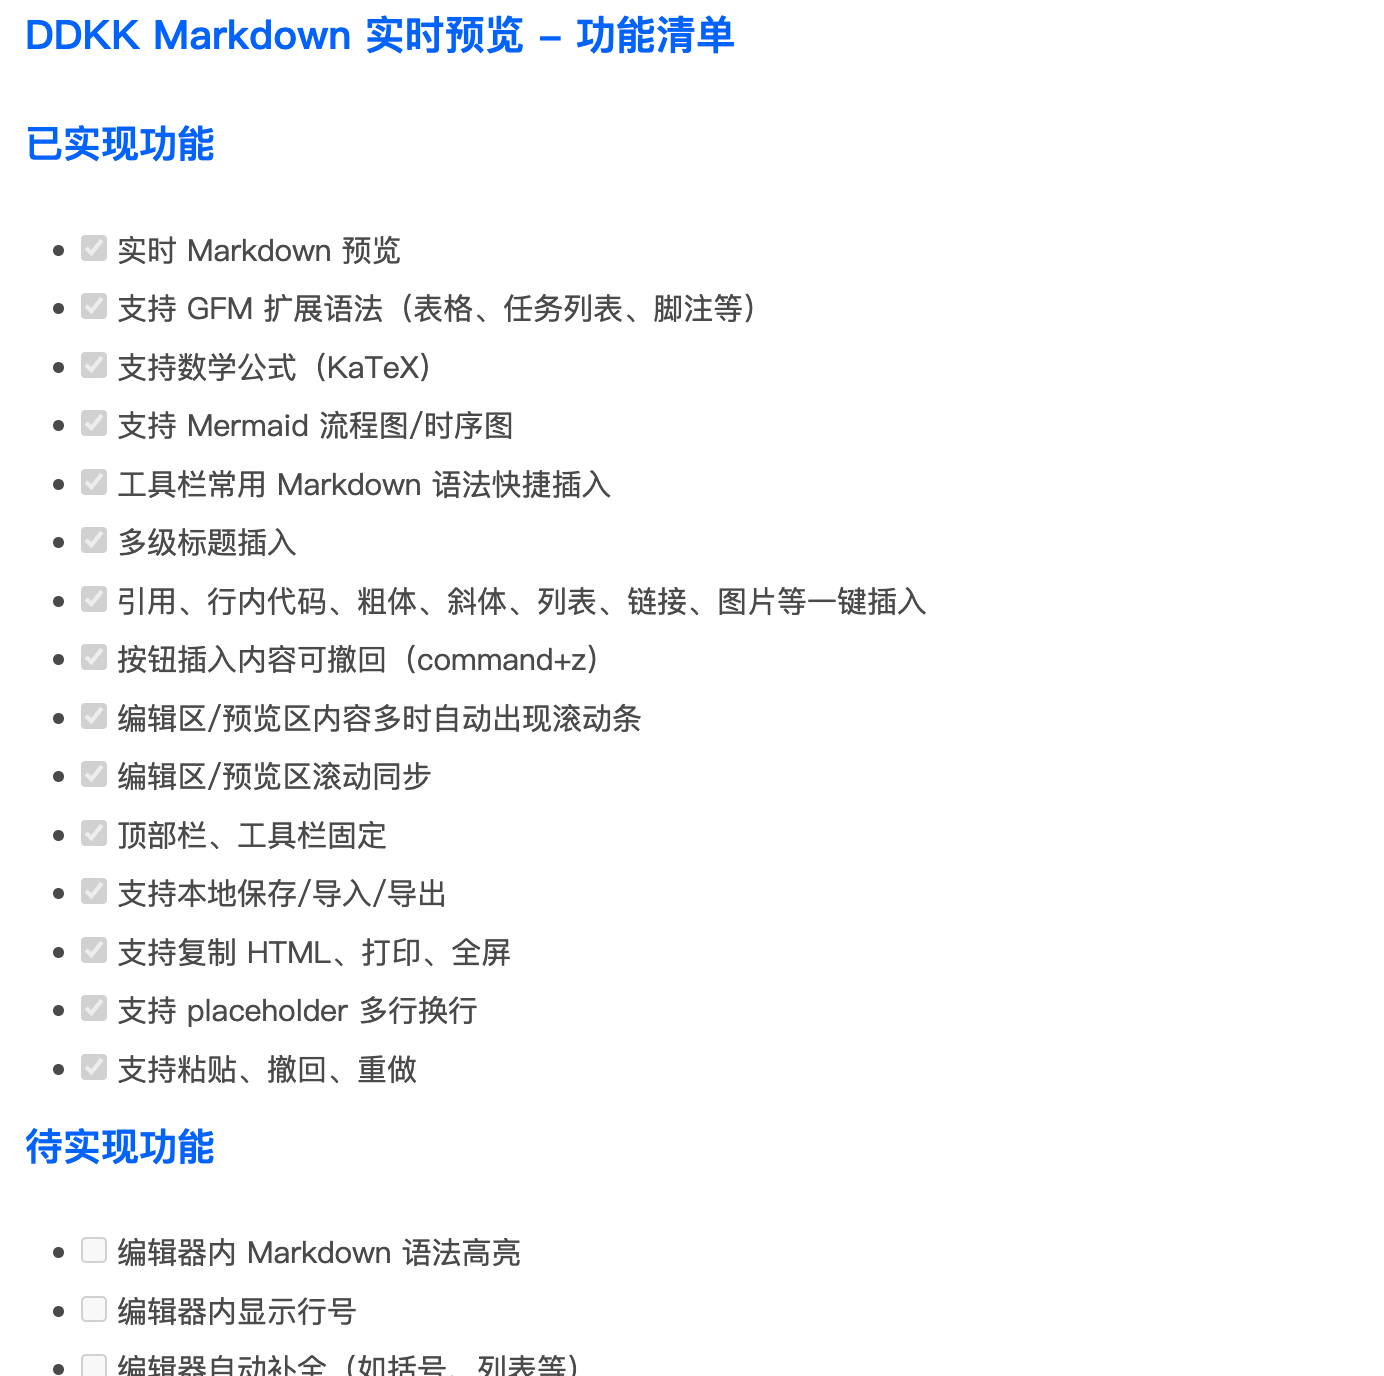 DDKK Markdown 实时预览 – 功能清单
已实现功能
实时 Markdown 预览
支持 GFM 扩展语法（表格、任务列表、脚注等）
支持数学公式（KaTeX）
支持 Mermaid 流程图/时序图
工具栏常用 Markdown 语法快捷插入
多级标题插入
引用、行内代码、粗体、斜体、列表、链接、图片等一键插入
按钮插入内容可撤回（command+z）
编辑区/预览区内容多时自动出现滚动条
编辑区/预览区滚动同步
顶部栏、工具栏固定
支持本地保存/导入/导出
支持复制 HTML、打印、全屏
支持 placeholder 多行换行
支持粘贴、撤回、重做
待实现功能
编辑器内 Markdown 语法高亮
编辑器内显示行号
编辑器自动补全（如括号、列表等）